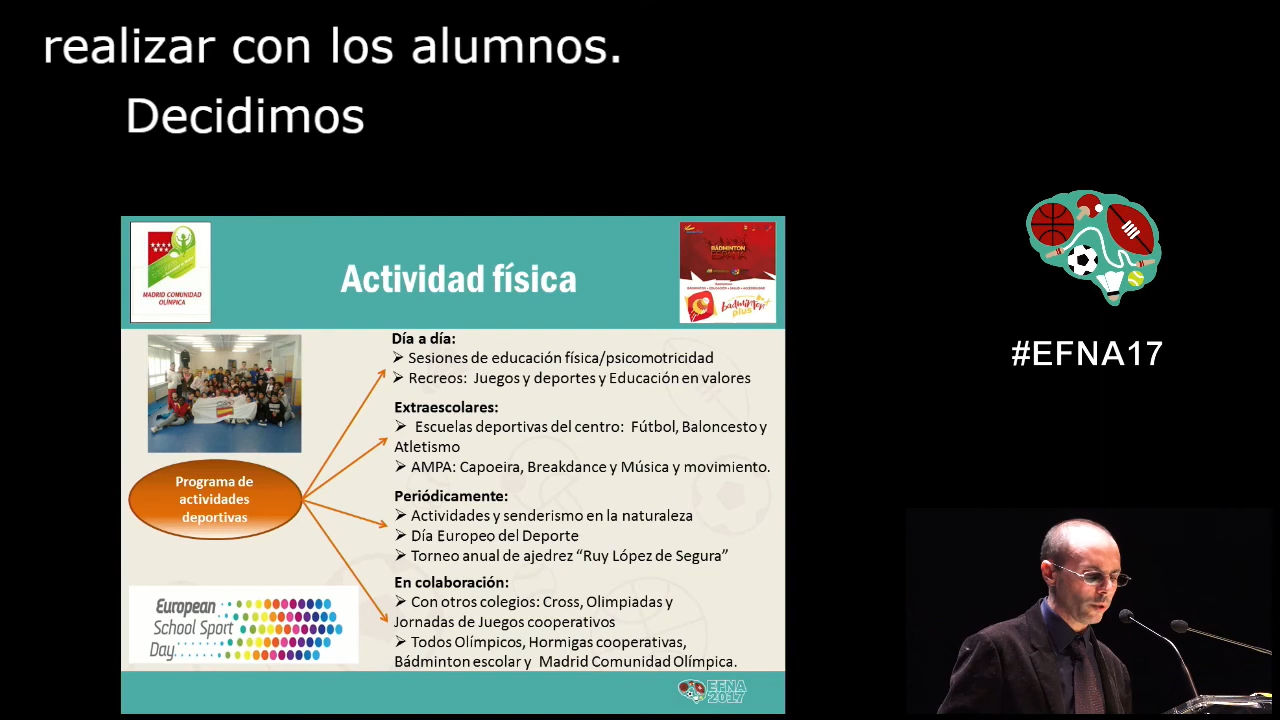 realizar con los alumnos.
Decidimos
Actividad física
MADRID COMUNIDAD
OLÍMPICA
BÁDMINTON
ESPAÑA
bádminton
plus
#EFNA17
Día a día:
➢ Sesiones de educación física/psicomotricidad
➢ Recreos: Juegos y deportes y Educación en valores
Extraescolares:
➢ Escuelas deportivas del centro: Fútbol, Baloncesto y
Atletismo
➢ AMPA: Capoeira, Breakdance y Música y movimiento.
Programa de
actividades
deportivas
Periódicamente:
➢ Actividades y senderismo en la naturaleza
➢ Día Europeo del Deporte
➢ Torneo anual de ajedrez “Ruy López de Segura”
En colaboración:
➢ Con otros colegios: Cross, Olimpiadas y
Jornadas de Juegos cooperativos
➢ Todos Olímpicos, Hormigas cooperativas,
Bádminton escolar y Madrid Comunidad Olímpica.
European
School Sport
Day
EFNA
2017